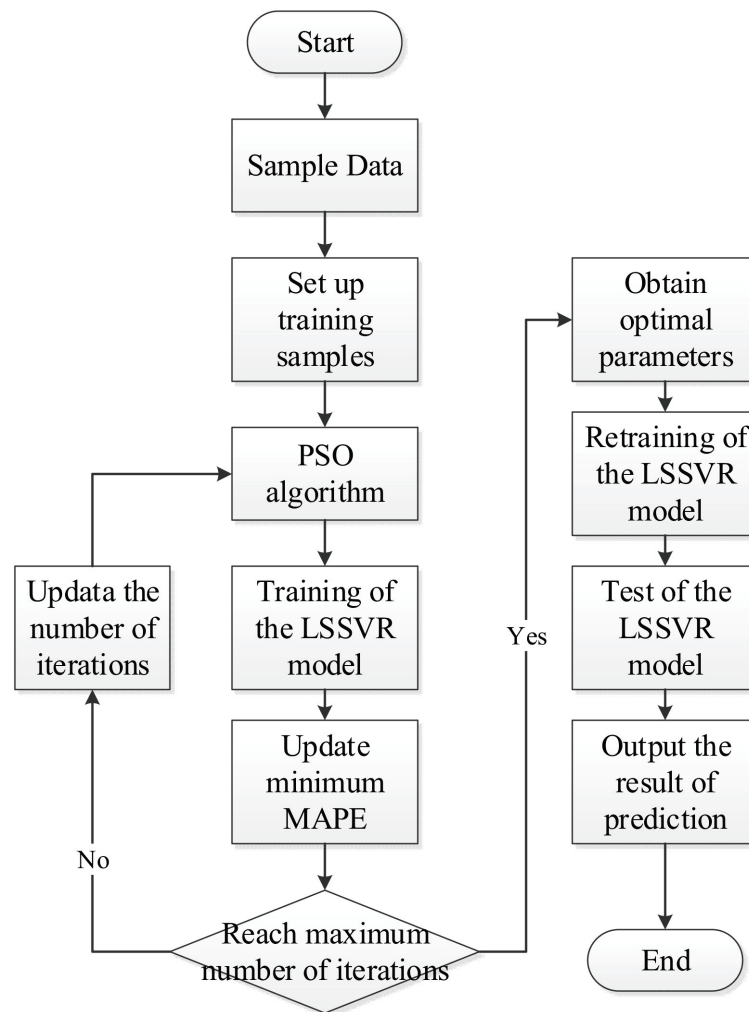 Start
Sample Data
Set up
training
samples
PSO
algorithm
Updata the
number of
iterations
Training of
the LSSVR
model
Update
minimum
MAPE
No
Reach maximum
number of iterations
Yes
Obtain
optimal
parameters
Retraining of
the LSSVR
model
Test of the
LSSVR
model
Output the
result of
prediction
End